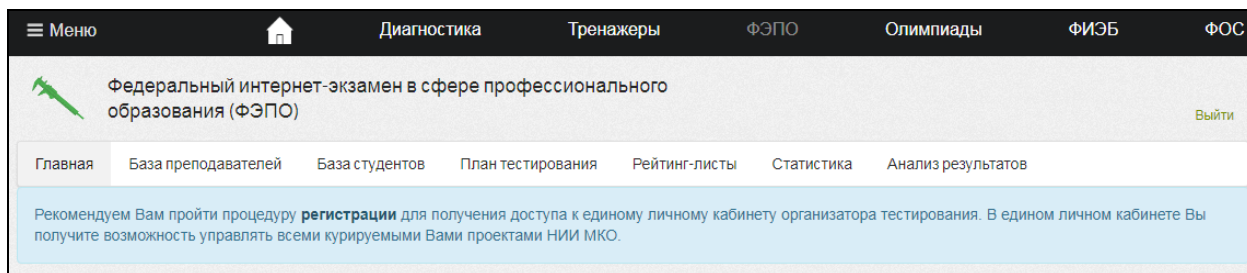 Меню Диагностика Тренажеры ФЭПО Олимпиады ФИЭБ ФОС
Федеральный интернет-экзамен в сфере профессионального
образования (ФЭПО)
Выйти
Главная База преподавателей База студентов План тестирования Рейтинг-листы Статистика Анализ результатов
Рекомендуем Вам пройти процедуру регистрации для получения доступа к единому личному кабинету организатора тестирования. В едином личном кабинете Вы
получите возможность управлять всеми курируемыми Вами проектами НИИ МКО.